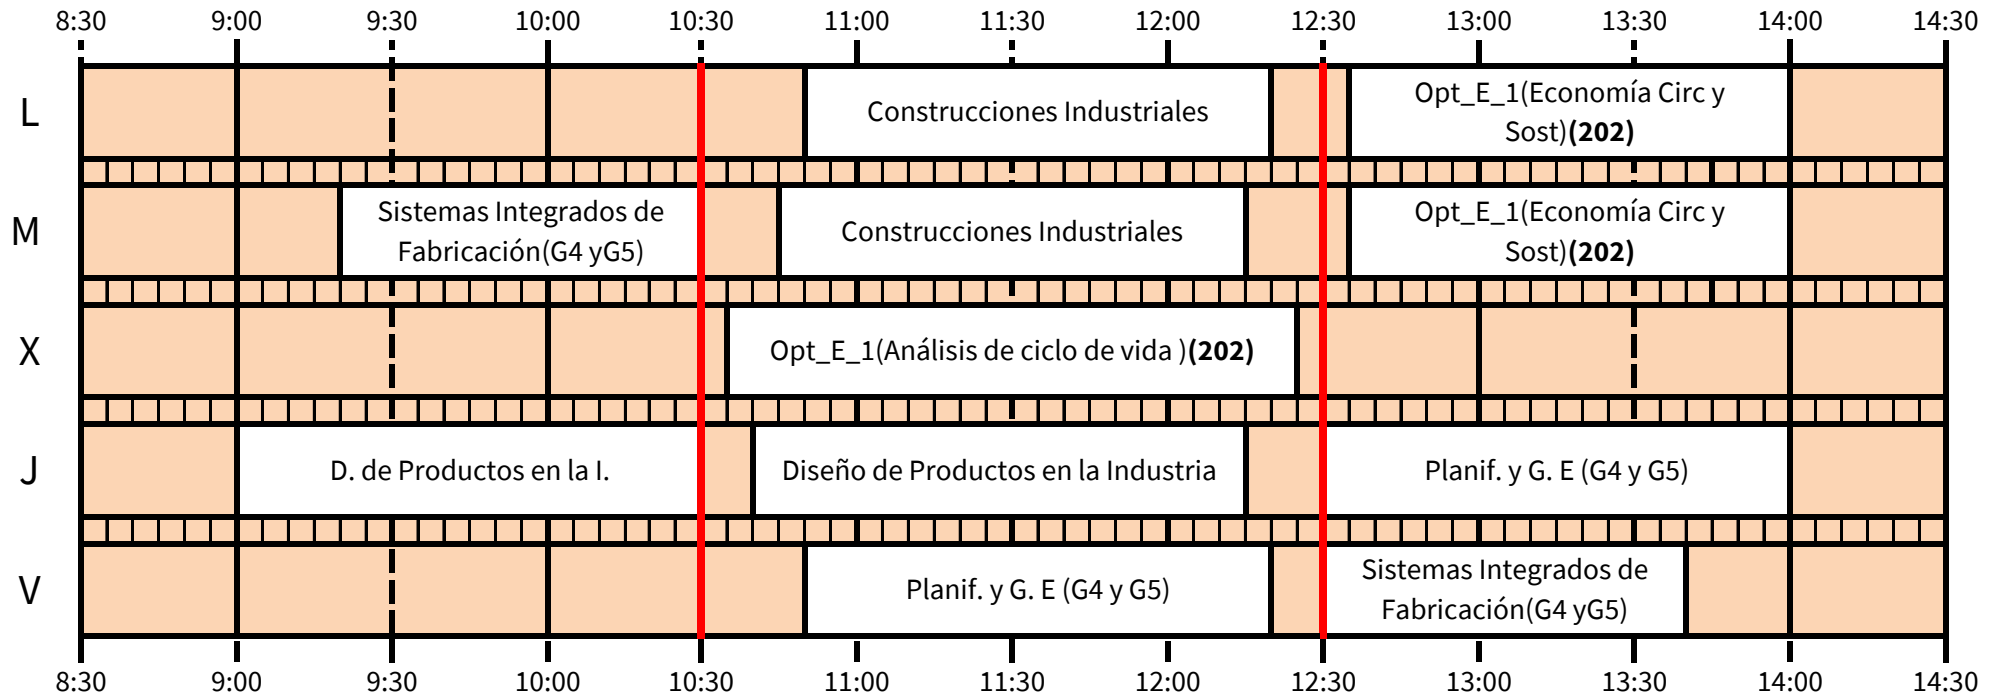 8:30 9:00 9:30 10:00 10:30 11:00 11:30 12:00 12:30 13:00 13:30 14:00 14:30
L
Construcciones Industriales
Opt_E_1(Economía Circ y
Sost)(202)
M
Sistemas Integrados de
Fabricación(G4 yG5)
Construcciones Industriales
Opt_E_1(Economía Circ y
Sost)(202)
X
Opt_E_1(Análisis de ciclo de vida )(202)
J
D. de Productos en la I.
Diseño de Productos en la Industria
Planif. y G. E (G4 y G5)
V
Planif. y G. E (G4 y G5)
Sistemas Integrados de
Fabricación(G4 yG5)
8:30 9:00 9:30 10:00 10:30 11:00 11:30 12:00 12:30 13:00 13:30 14:00 14:30